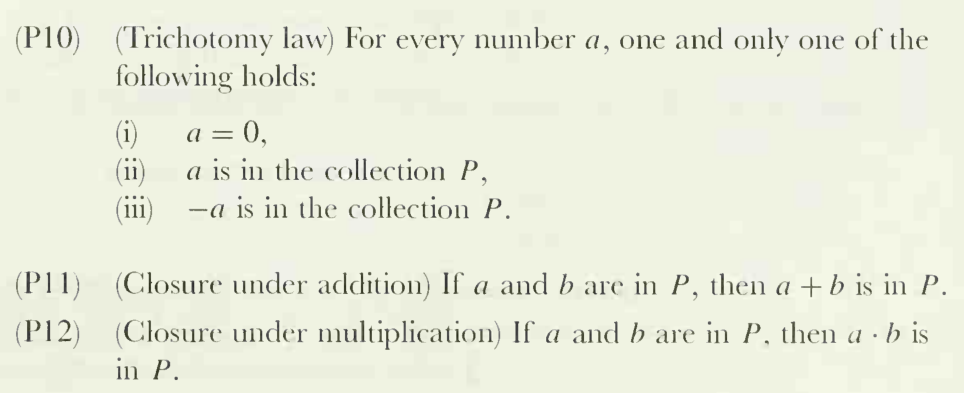 (P10) (Trichotomy law) For every number a, one and only one of the
following holds:
(i) a = 0,
(ii) a is in the collection P,
(iii) −a is in the collection P.
(P11) (Closure under addition) If a and b are in P, then a + b is in P.
(P12) (Closure under multiplication) If a and b are in P, then a · b is
in P.